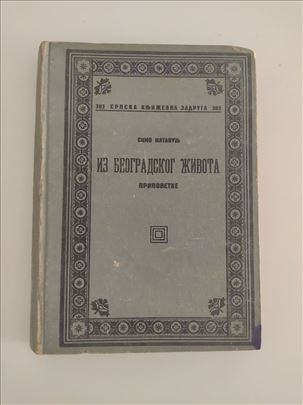 303 СРПСКА КЊИЖЕВНА ЗАДРУГА 303
СИМО МАТАВУЉ
ИЗ БЕОГРАДСКОГ ЖИВОТА
ПРИПОВЕТКЕ